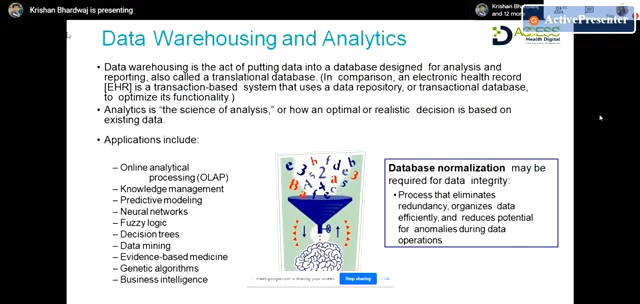 Krishan Bhardwaj is presenting
Krishan Bhardwaj
and 12 more
ActivePresenter
Data Warehousing and Analytics
Health Digital
• Data warehousing is the act of putting data into a database designed for analysis and
reporting, also called a translational database. (In comparison, an electronic health record
[EHR] is a transaction-based system that uses a data repository, or transactional database,
to optimize its functionality.)
• Analytics is "the science of analysis," or how an optimal or realistic decision is based on
existing data.
• Applications include:
– Online analytical
processing (OLAP)
– Knowledge management
– Predictive modeling
– Neural networks
– Fuzzy logic
– Decision trees
– Data mining
– Evidence-based medicine
– Genetic algorithms
– Business intelligence
Database normalization may be
required for data integrity:
• Process that eliminates
redundancy, organizes data
efficiently, and reduces potential
for anomalies during data
operations
meet.google.com is sharing your screen.
Stop sharing
Hide